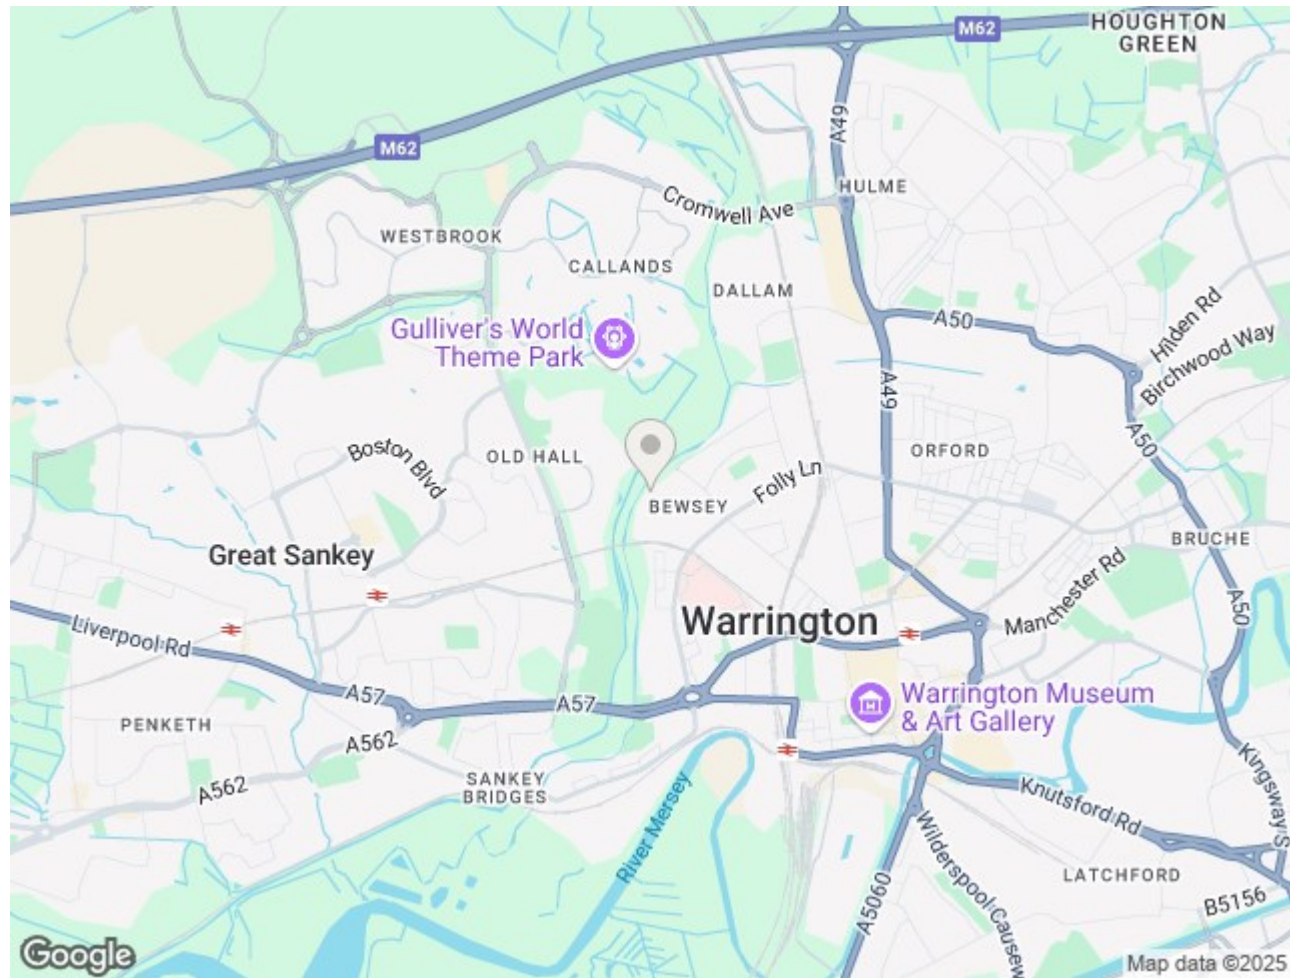 HOUGHTON
GREEN
M62
M62
A49
HULME
Cromwell Ave
WESTBROOK
CALLANDS
DALLAM
A50
Hilden Rd
Birchwood Way
Gulliver's World
Theme Park
A49
A50
Boston Blvd
OLD HALL
ORFORD
Folly Ln
BEWSEY
BRUCHE
Great Sankey
Manchester Rd
A50
Liverpool Rd
Warrington
A57
A57
Warrington Museum
& Art Gallery
PENKETH
A562
A562
SANKEY
BRIDGES
River Mersey
Knutsford Rd
Kingsway S
Wilderspool Causew
LATCHFORD
A5060
B5156
Google
Map data ©2025